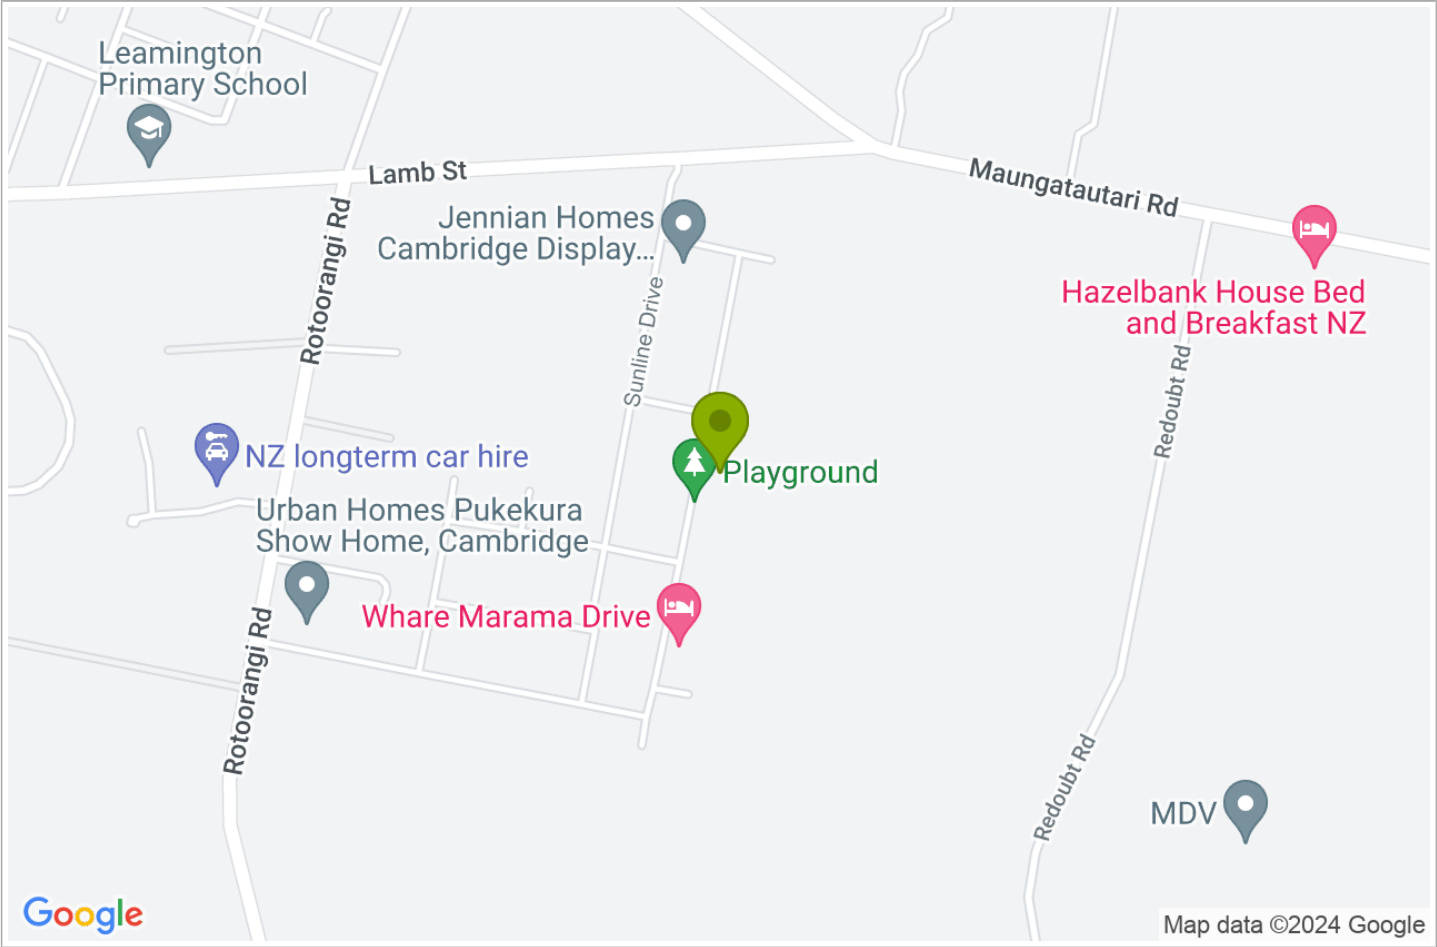 Leamington
Primary School
Lamb St
Maungatautari Rd
Rotoorangi Rd
Jennian Homes
Cambridge Display...
Sunline Drive
Hazelbank House Bed
and Breakfast NZ
Redoubt Rd
NZ longterm car hire
Playground
Urban Homes Pukekura
Show Home, Cambridge
Whare Marama Drive
Rotoorangi Rd
Redoubt Rd
MDV
Google
Map data ©2024 Google